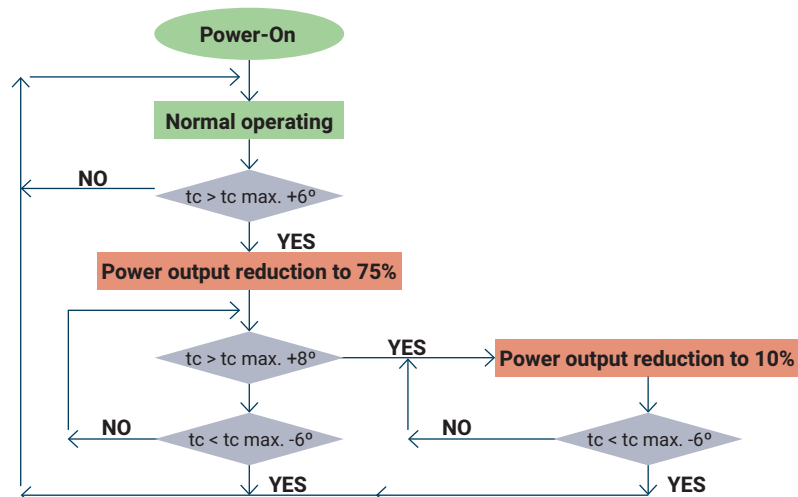 Power-On
Normal operating
NO
tc > tc max. +6º
YES
Power output reduction to 75%
tc > tc max. +8º
YES
Power output reduction to 10%
NO
tc < tc max. -6º
NO
tc < tc max. -6º
YES
YES